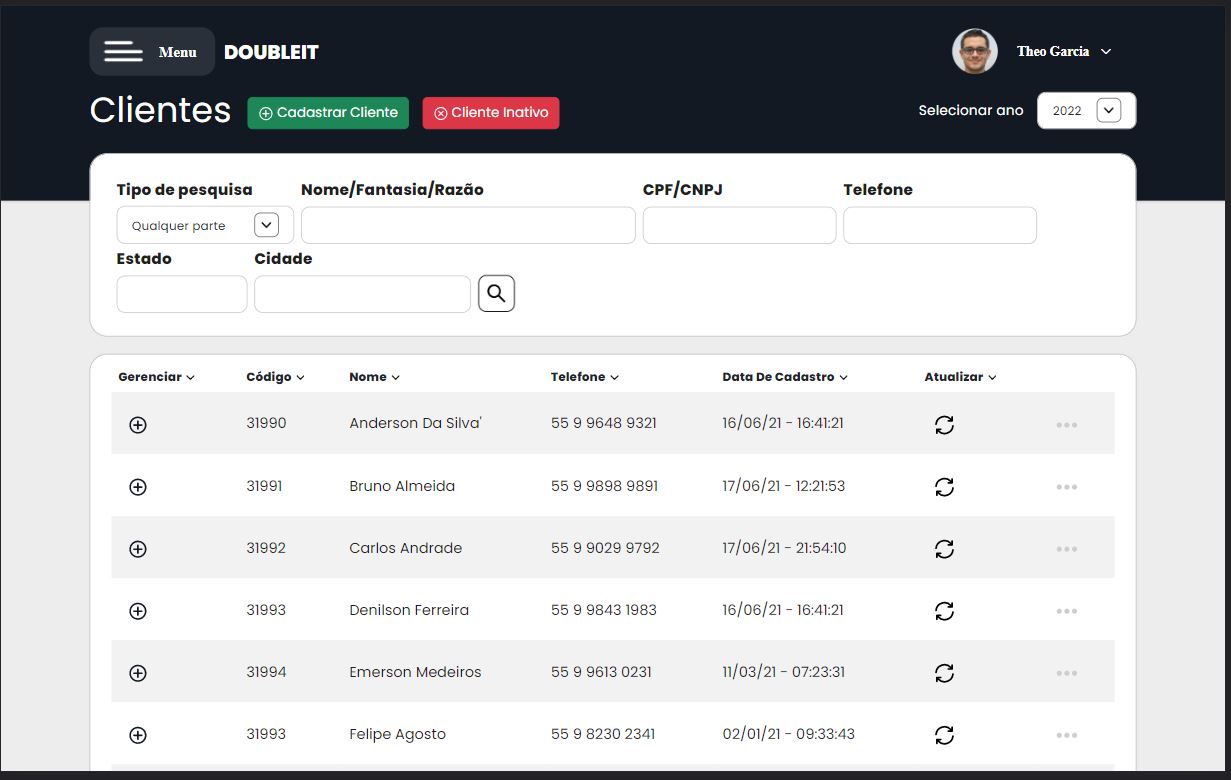 Menu DOUBLEIT Theo Garcia
Clientes Cadastrar Cliente Cliente Inativo Selecionar ano 2022
Tipo de pesquisa Nome/Fantasia/Razão CPF/CNPJ Telefone
Qualquer parte
Estado Cidade
Gerenciar Código Nome Telefone Data De Cadastro Atualizar
31990 Anderson Da Silva' 55 9 9648 9321 16/06/21 - 16:41:21
31991 Bruno Almeida 55 9 9898 9891 17/06/21 - 12:21:53
31992 Carlos Andrade 55 9 9029 9792 17/06/21 - 21:54:10
31993 Denilson Ferreira 55 9 9843 1983 16/06/21 - 16:41:21
31994 Emerson Medeiros 55 9 9613 0231 11/03/21 - 07:23:31
31993 Felipe Agosto 55 9 8230 2341 02/01/21 - 09:33:43